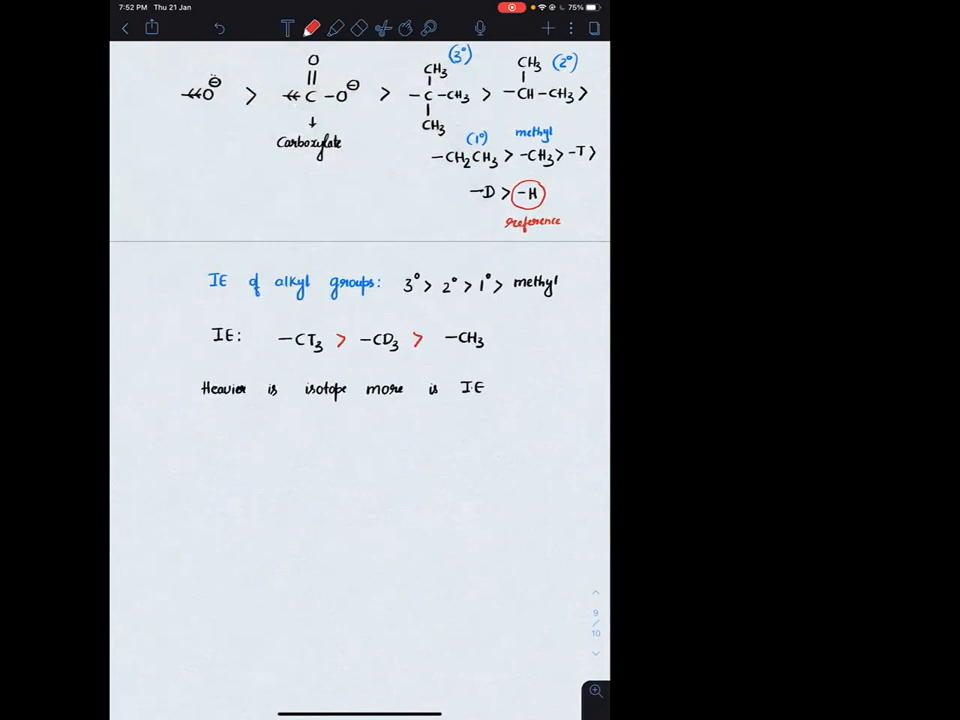 7:52 PM Thu 21 Jan 75%
(3°) CH₃ (2°)
O CH₃
O⊖ > C –O⊖ > –C –CH₃ > –CH –CH₃ >
CH₃
Carboxylate
(1°) methyl
–CH₂CH₃ > –CH₃ > –T >
–D > –H
reference
IE of alkyl groups: 3° > 2° > 1° > methyl
IE: –CT₃ > –CD₃ > –CH₃
Heavier is isotope more is IE
9
/
10